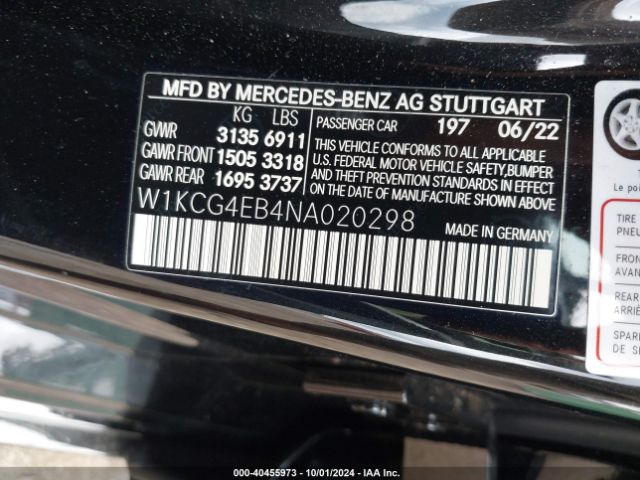 MFD BY MERCEDES-BENZ AG STUTTGART
KG LBS
PASSENGER CAR 197 06/22
GVWR 3135 6911
GAWR FRONT 1505 3318
GAWR REAR 1695 3737
THIS VEHICLE CONFORMS TO ALL APPLICABLE
U.S. FEDERAL MOTOR VEHICLE SAFETY,BUMPER
AND THEFT PREVENTION STANDARDS IN EFFECT
ON THE DATE OF MANUFACTURE SHOWN ABOVE
W1KCG4EB4NA020298
MADE IN GERMANY
Le
TIRE
PNEU
FRON
AVAN
REAR
ARRIÈ
SPAR
DE S
000-40455973 - 10/01/2024 - IAA, Inc.